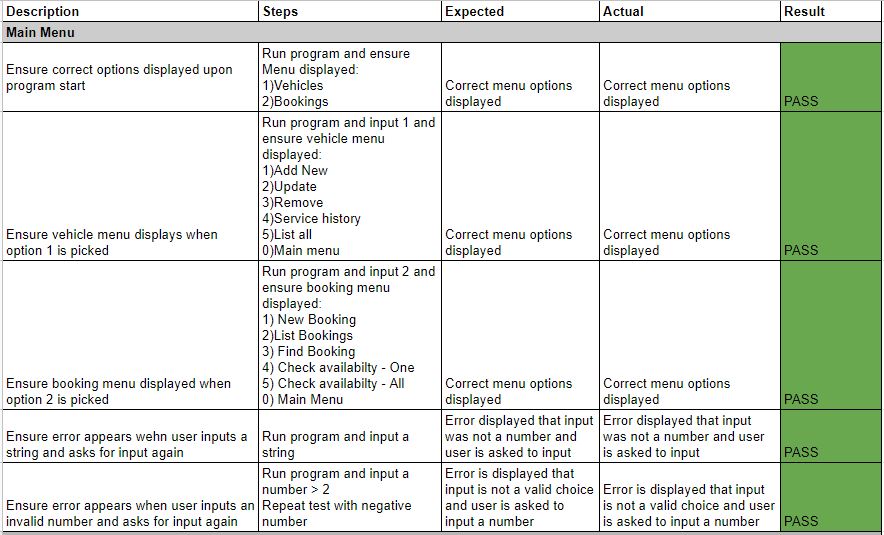 Description Steps Expected Actual Result
Main Menu
Ensure correct options displayed upon
program start
Run program and ensure
Menu displayed:
1)Vehicles
2)Bookings
Correct menu options
displayed
Correct menu options
displayed
PASS
Ensure vehicle menu displays when
option 1 is picked
Run program and input 1 and
ensure vehicle menu
displayed:
1)Add New
2)Update
3)Remove
4)Service history
5)List all
0)Main menu
Correct menu options
displayed
Correct menu options
displayed
PASS
Ensure booking menu displayed when
option 2 is picked
Run program and input 2 and
ensure booking menu
displayed:
1) New Booking
2)List Bookings
3) Find Booking
4) Check availabilty - One
5) Check availabilty - All
0) Main Menu
Correct menu options
displayed
Correct menu options
displayed
PASS
Ensure error appears wehn user inputs a
string and asks for input again
Run program and input a
string
Error displayed that input
was not a number and
user is asked to input
Error displayed that input
was not a number and user
is asked to input
PASS
Ensure error appears when user inputs an
invalid number and asks for input again
Run program and input a
number > 2
Repeat test with negative
number
Error is displayed that
input is not a valid choice
and user is asked to
input a number
Error is displayed that input
is not a valid choice and user
is asked to input a number
PASS